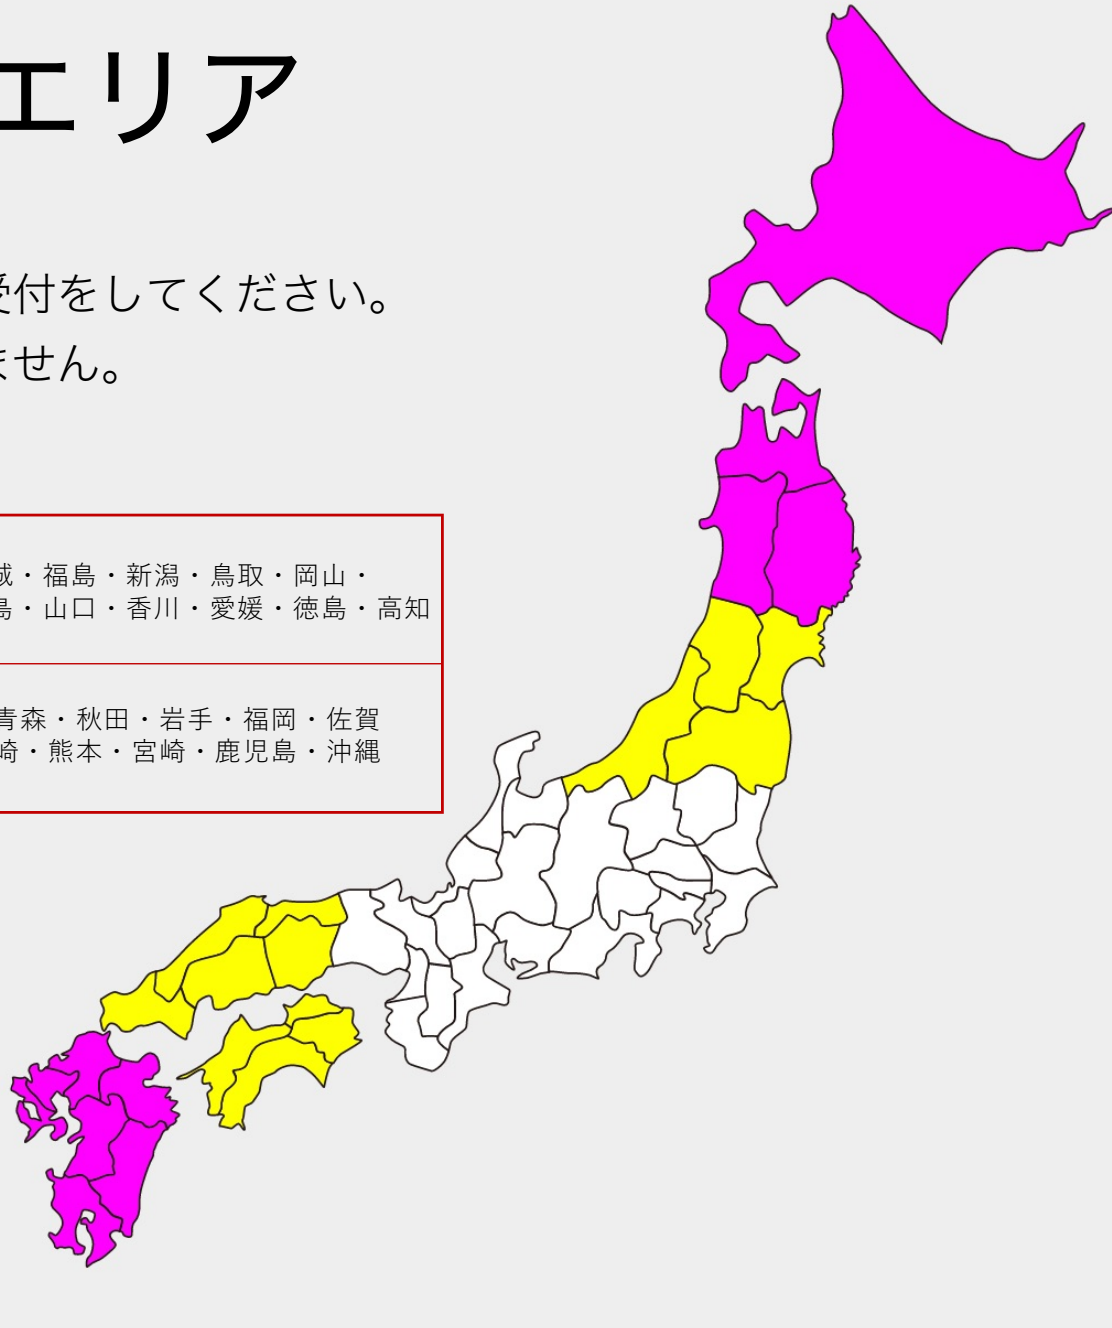 エリア
受付をしてください。
ません。
城・福島・新潟・鳥取・岡山・
島・山口・香川・愛媛・徳島・高知
青森・秋田・岩手・福岡・佐賀
崎・熊本・宮崎・鹿児島・沖縄